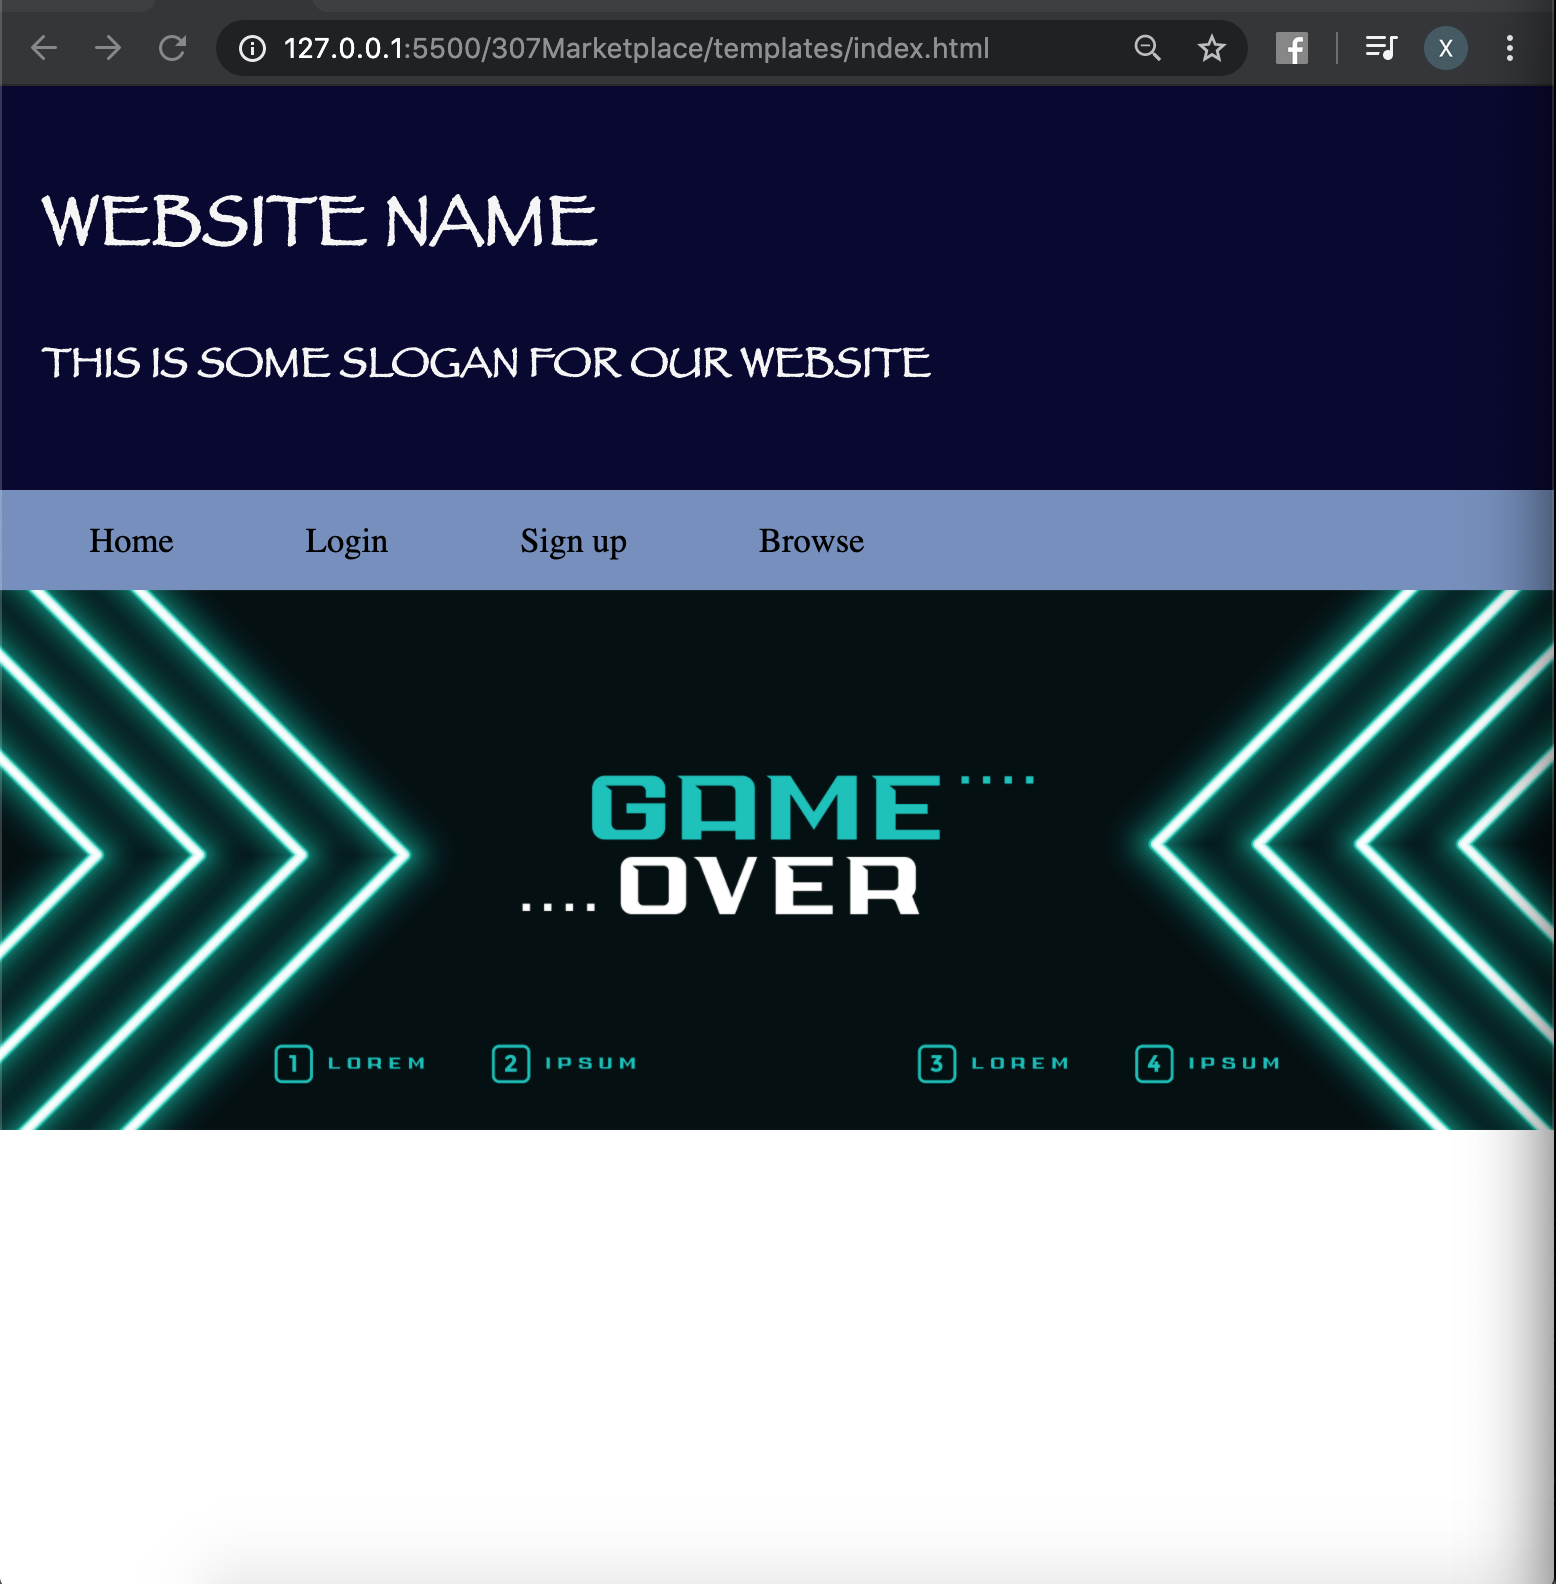 127.0.0.1:5500/307Marketplace/templates/index.html
X
WEBSITE NAME
THIS IS SOME SLOGAN FOR OUR WEBSITE
Home Login Sign up Browse
GAME
OVER
1 LOREM 2 IPSUM 3 LOREM 4 IPSUM